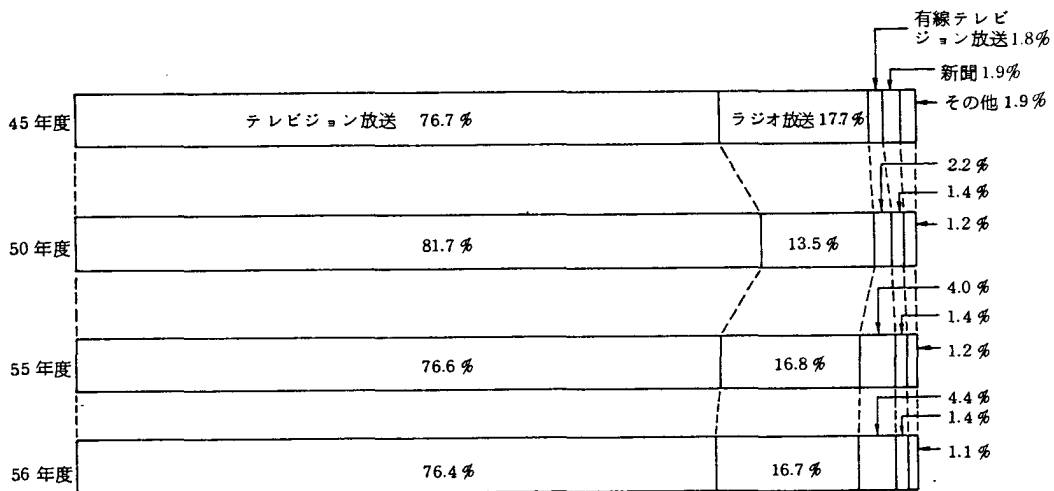 有線テレビ
ジョン放送1.8%
新聞1.9%
その他1.9%
45年度
テレビジョン放送 76.7%
ラジオ放送17.7%
2.2%
1.4%
1.2%
50年度
81.7%
13.5%
4.0%
1.4%
1.2%
55年度
76.6%
16.8%
4.4%
1.4%
1.1%
56年度
76.4%
16.7%